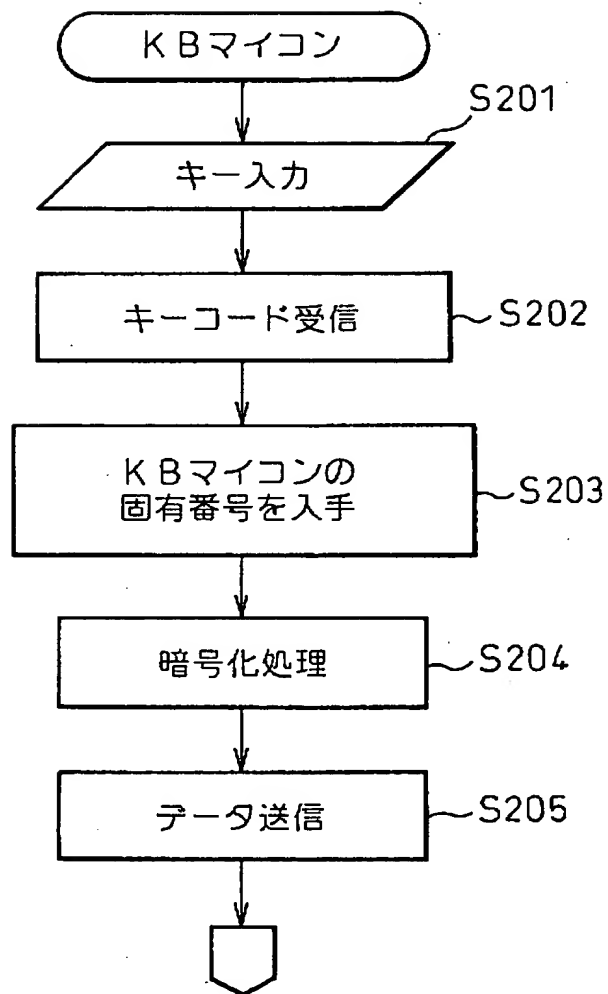 KBマイコン
S201
キー入力
キーコード受信
S202
KBマイコンの
固有番号を入手
S203
暗号化処理
S204
データ送信
S205